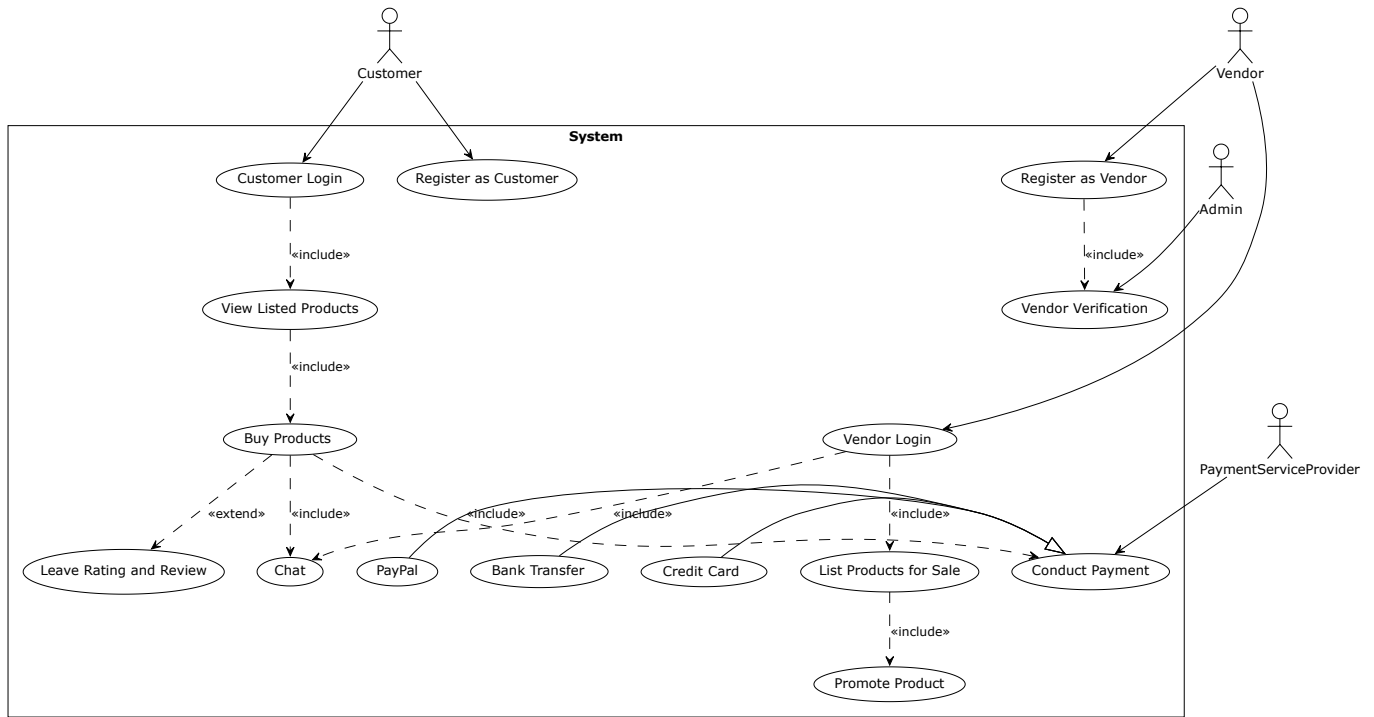 Customer
Vendor
System
Admin
Customer Login
Register as Customer
Register as Vendor
«include»
«include»
View Listed Products
Vendor Verification
«include»
Buy Products
Vendor Login
PaymentServiceProvider
«extend»
«include»
«include»
«include»
«include»
Leave Rating and Review
Chat
PayPal
Bank Transfer
Credit Card
List Products for Sale
Conduct Payment
«include»
Promote Product